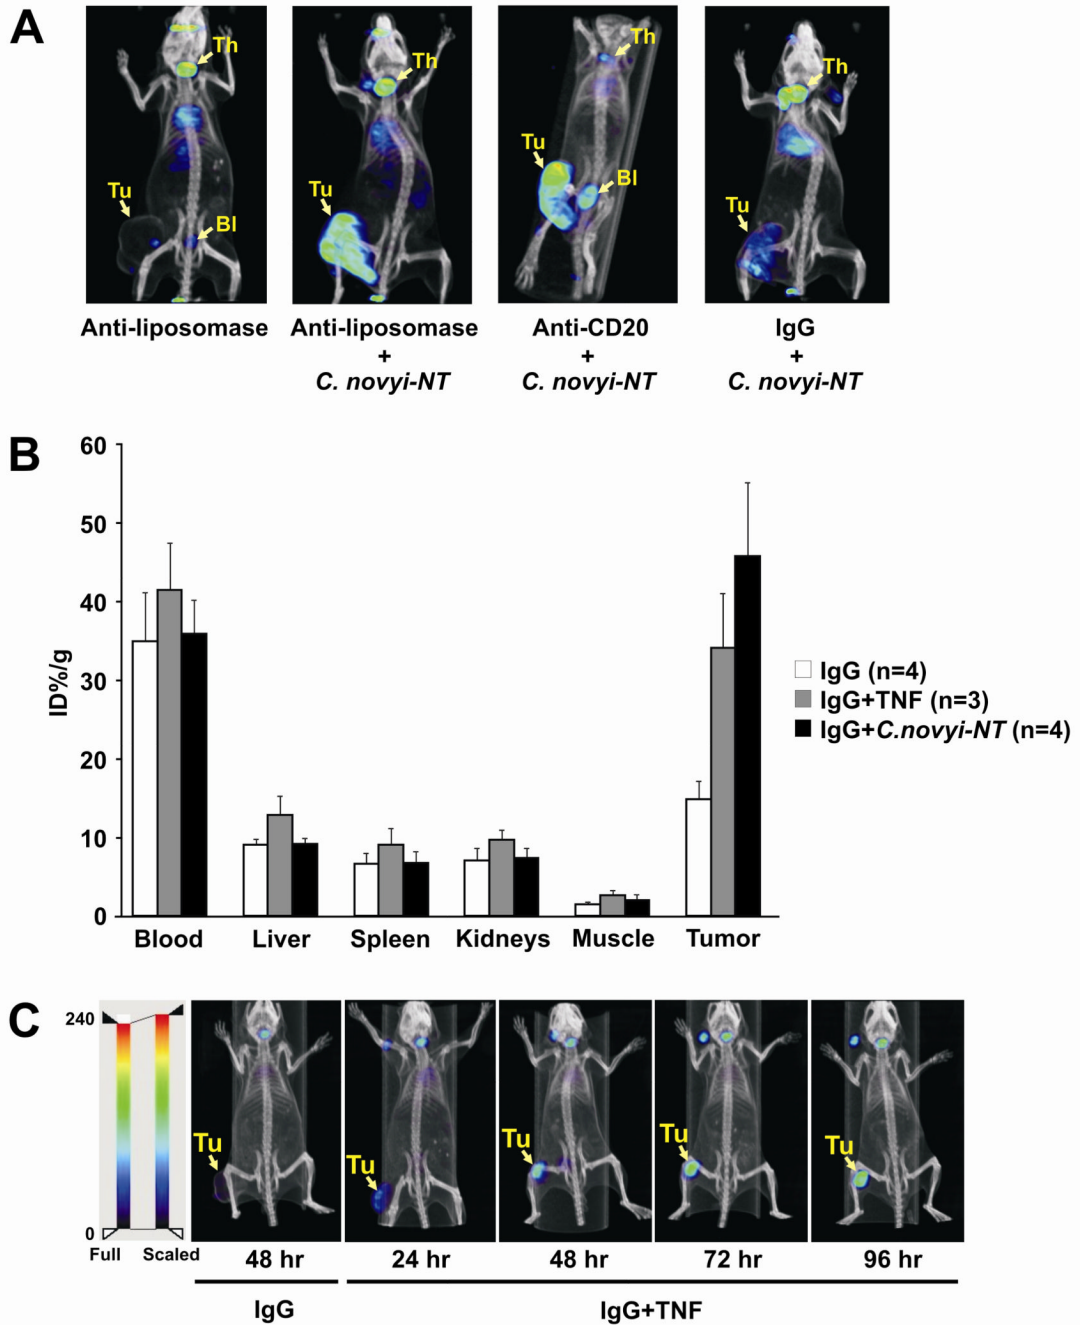 A
Th
Tu
Bl
Th
Tu
Th
Tu
Bl
Th
Tu
Anti-liposomase
Anti-liposomase
+
C. novyi-NT
Anti-CD20
+
C. novyi-NT
IgG
+
C. novyi-NT
B
60
50
40
30
20
10
0
ID%/g
Blood Liver Spleen Kidneys Muscle Tumor
IgG (n=4)
IgG+TNF (n=3)
IgG+C.novyi-NT (n=4)
C
240
0
Full Scaled
Tu
Tu
Tu
Tu
Tu
48 hr 24 hr 48 hr 72 hr 96 hr
IgG IgG+TNF